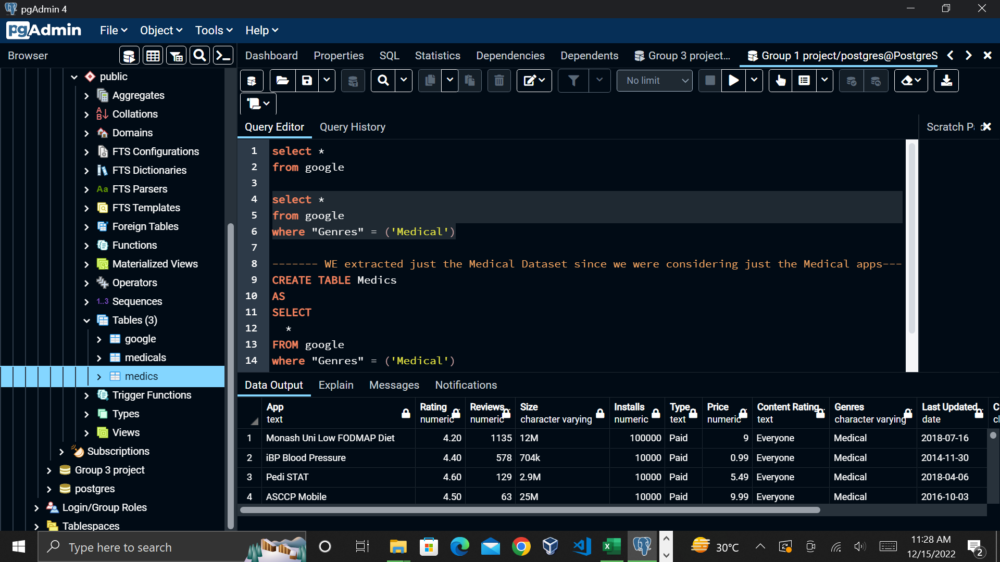 pgAdmin 4
pgAdmin File Object Tools Help
Browser
Dashboard Properties SQL Statistics Dependencies Dependents Group 3 project... Group 1 project/postgres@PostgreS
No limit
public
Aggregates
Collations
Domains
FTS Configurations
FTS Dictionaries
Aa FTS Parsers
FTS Templates
Foreign Tables
Functions
Materialized Views
Operators
1..3 Sequences
Tables (3)
google
medicals
medics
Trigger Functions
Types
Views
Subscriptions
Group 3 project
postgres
Login/Group Roles
Tablespaces
Query Editor Query History
Scratch P
1 select *
2 from google
3
4 select *
5 from google
6 where "Genres" = ('Medical')
7
8 ------- WE extracted just the Medical Dataset since we were considering just the Medical apps---
9 CREATE TABLE Medics
10 AS
11 SELECT
12 *
13 FROM google
14 where "Genres" = ('Medical')
Data Output Explain Messages Notifications
App Rating Reviews Size Installs Type Price Content Rating Genres Last Updated C
text numeric numeric character varying numeric text numeric text character varying date cl
1 Monash Uni Low FODMAP Diet 4.20 1135 12M 100000 Paid 9 Everyone Medical 2018-07-16
2 iBP Blood Pressure 4.40 578 704k 10000 Paid 0.99 Everyone Medical 2014-11-30
3 Pedi STAT 4.60 129 2.9M 10000 Paid 5.49 Everyone Medical 2018-04-06
4 ASCCP Mobile 4.50 63 25M 10000 Paid 9.99 Everyone Medical 2016-10-03
Type here to search
30°C
11:28 AM
12/15/2022
2